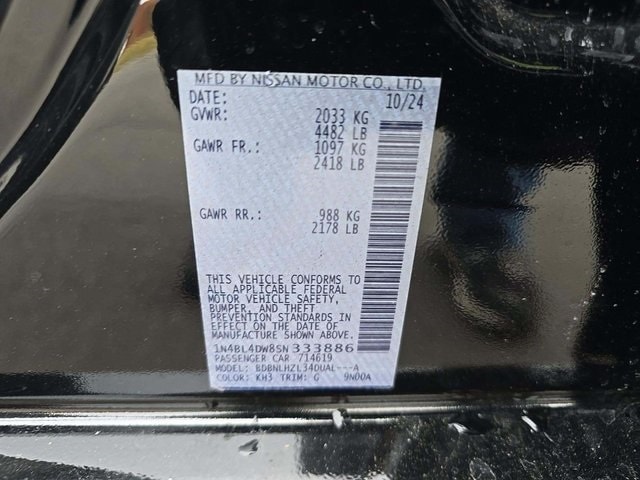 MFD BY NISSAN MOTOR CO., LTD.
DATE: 10/24
GVWR: 2033 KG
4482 LB
GAWR FR.: 1097 KG
2418 LB
GAWR RR.: 988 KG
2178 LB
THIS VEHICLE CONFORMS TO
ALL APPLICABLE FEDERAL
MOTOR VEHICLE SAFETY,
BUMPER, AND THEFT
PREVENTION STANDARDS IN
EFFECT ON THE DATE OF
MANUFACTURE SHOWN ABOVE.
1N4BL4DW8SN 333886
PASSENGER CAR 714619
MODEL: BDBNLHZL34DUAL---A
COLOR: KH3 TRIM: G 9N00A